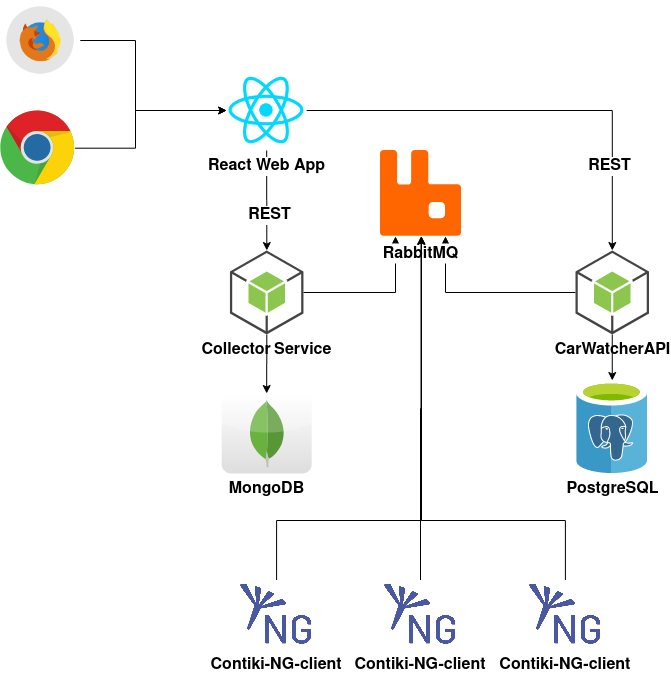 React Web App
REST
REST
RabbitMQ
Collector Service
CarWatcherAPI
MongoDB
PostgreSQL
NG
NG
NG
Contiki-NG-client
Contiki-NG-client
Contiki-NG-client